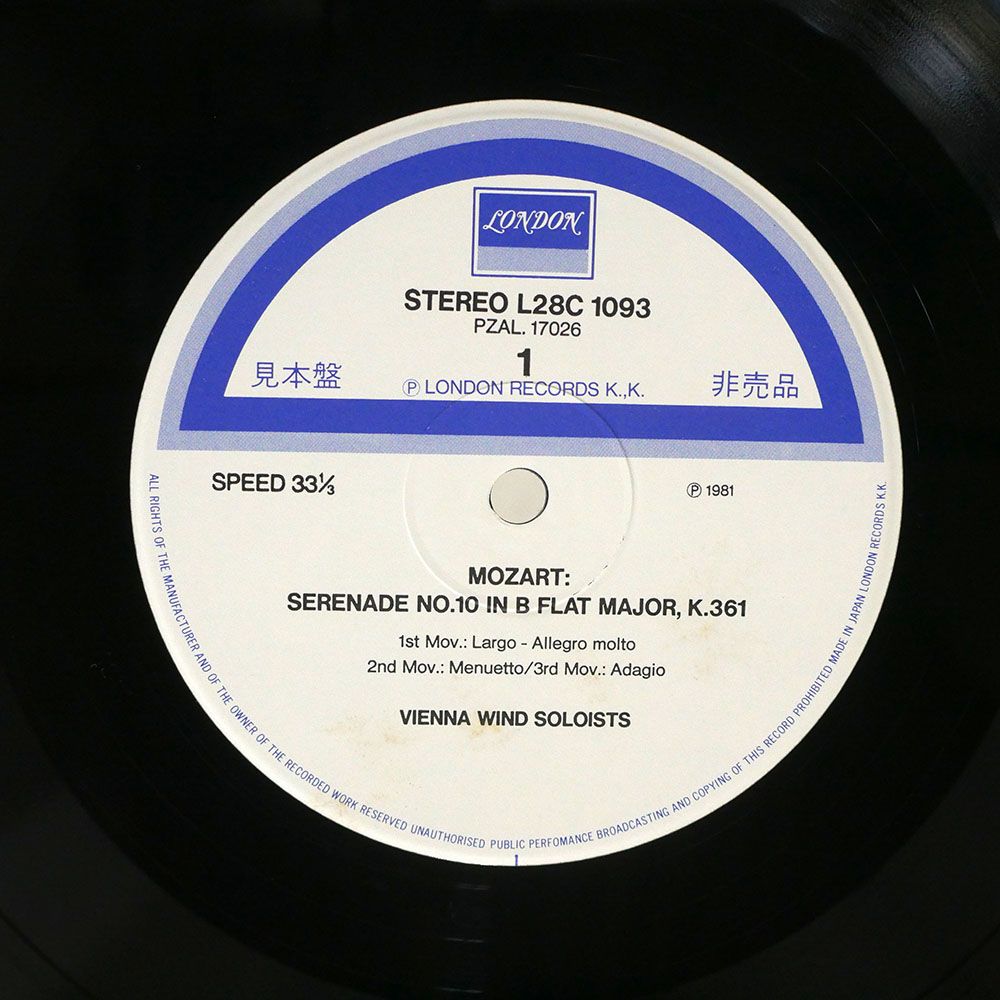 LONDON
STEREO L28C 1093
PZAL. 17026
1
見本盤
Ⓟ LONDON RECORDS K.,K.
非売品
SPEED 33⅓
Ⓟ 1981
MOZART:
SERENADE NO.10 IN B FLAT MAJOR, K.361
1st Mov.: Largo - Allegro molto
2nd Mov.: Menuetto/3rd Mov.: Adagio
VIENNA WIND SOLOISTS
ALL RIGHTS OF THE MANUFACTURER AND OF THE OWNER OF THE RECORDED WORK RESERVED UNAUTHORISED PUBLIC PERFOMANCE BROADCASTING AND COPYING OF THIS RECORD PROHIBITED MADE IN JAPAN LONDON RECORDS K.K.